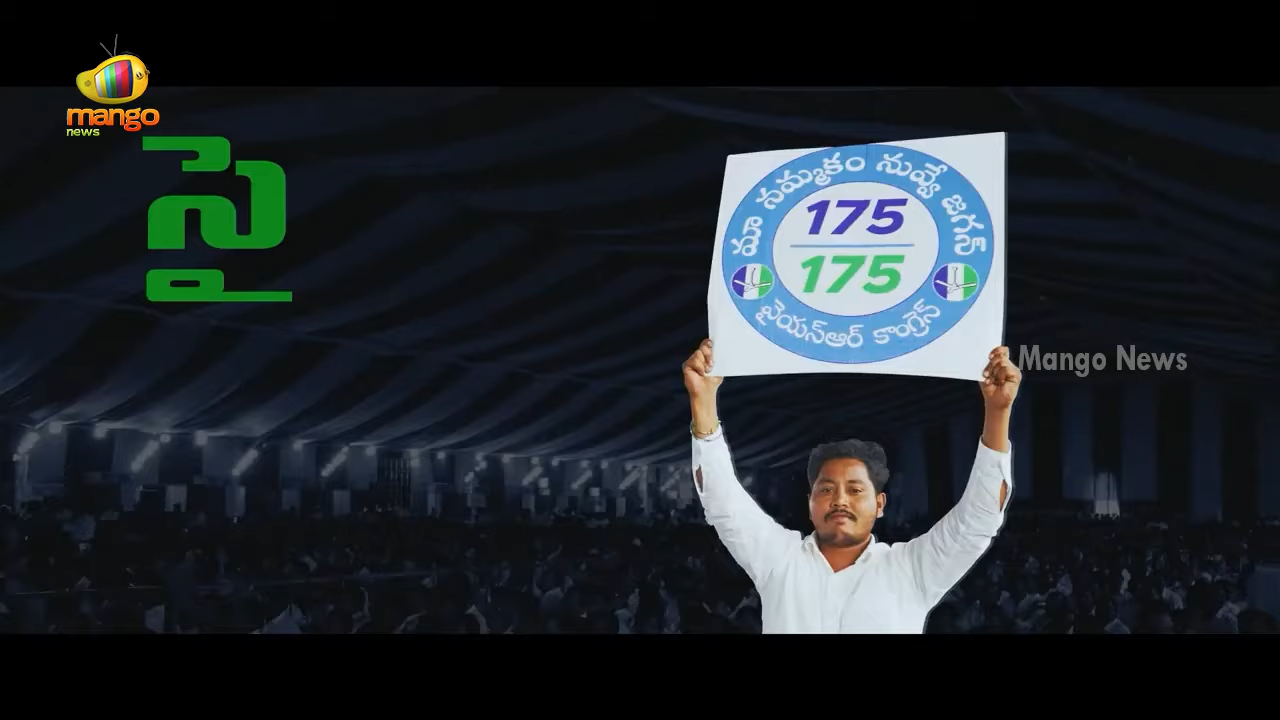 mango
news
సై
మా నమ్మకం నువ్వే జగన్
175
175
వైయస్ఆర్ కాంగ్రెస్
Mango News